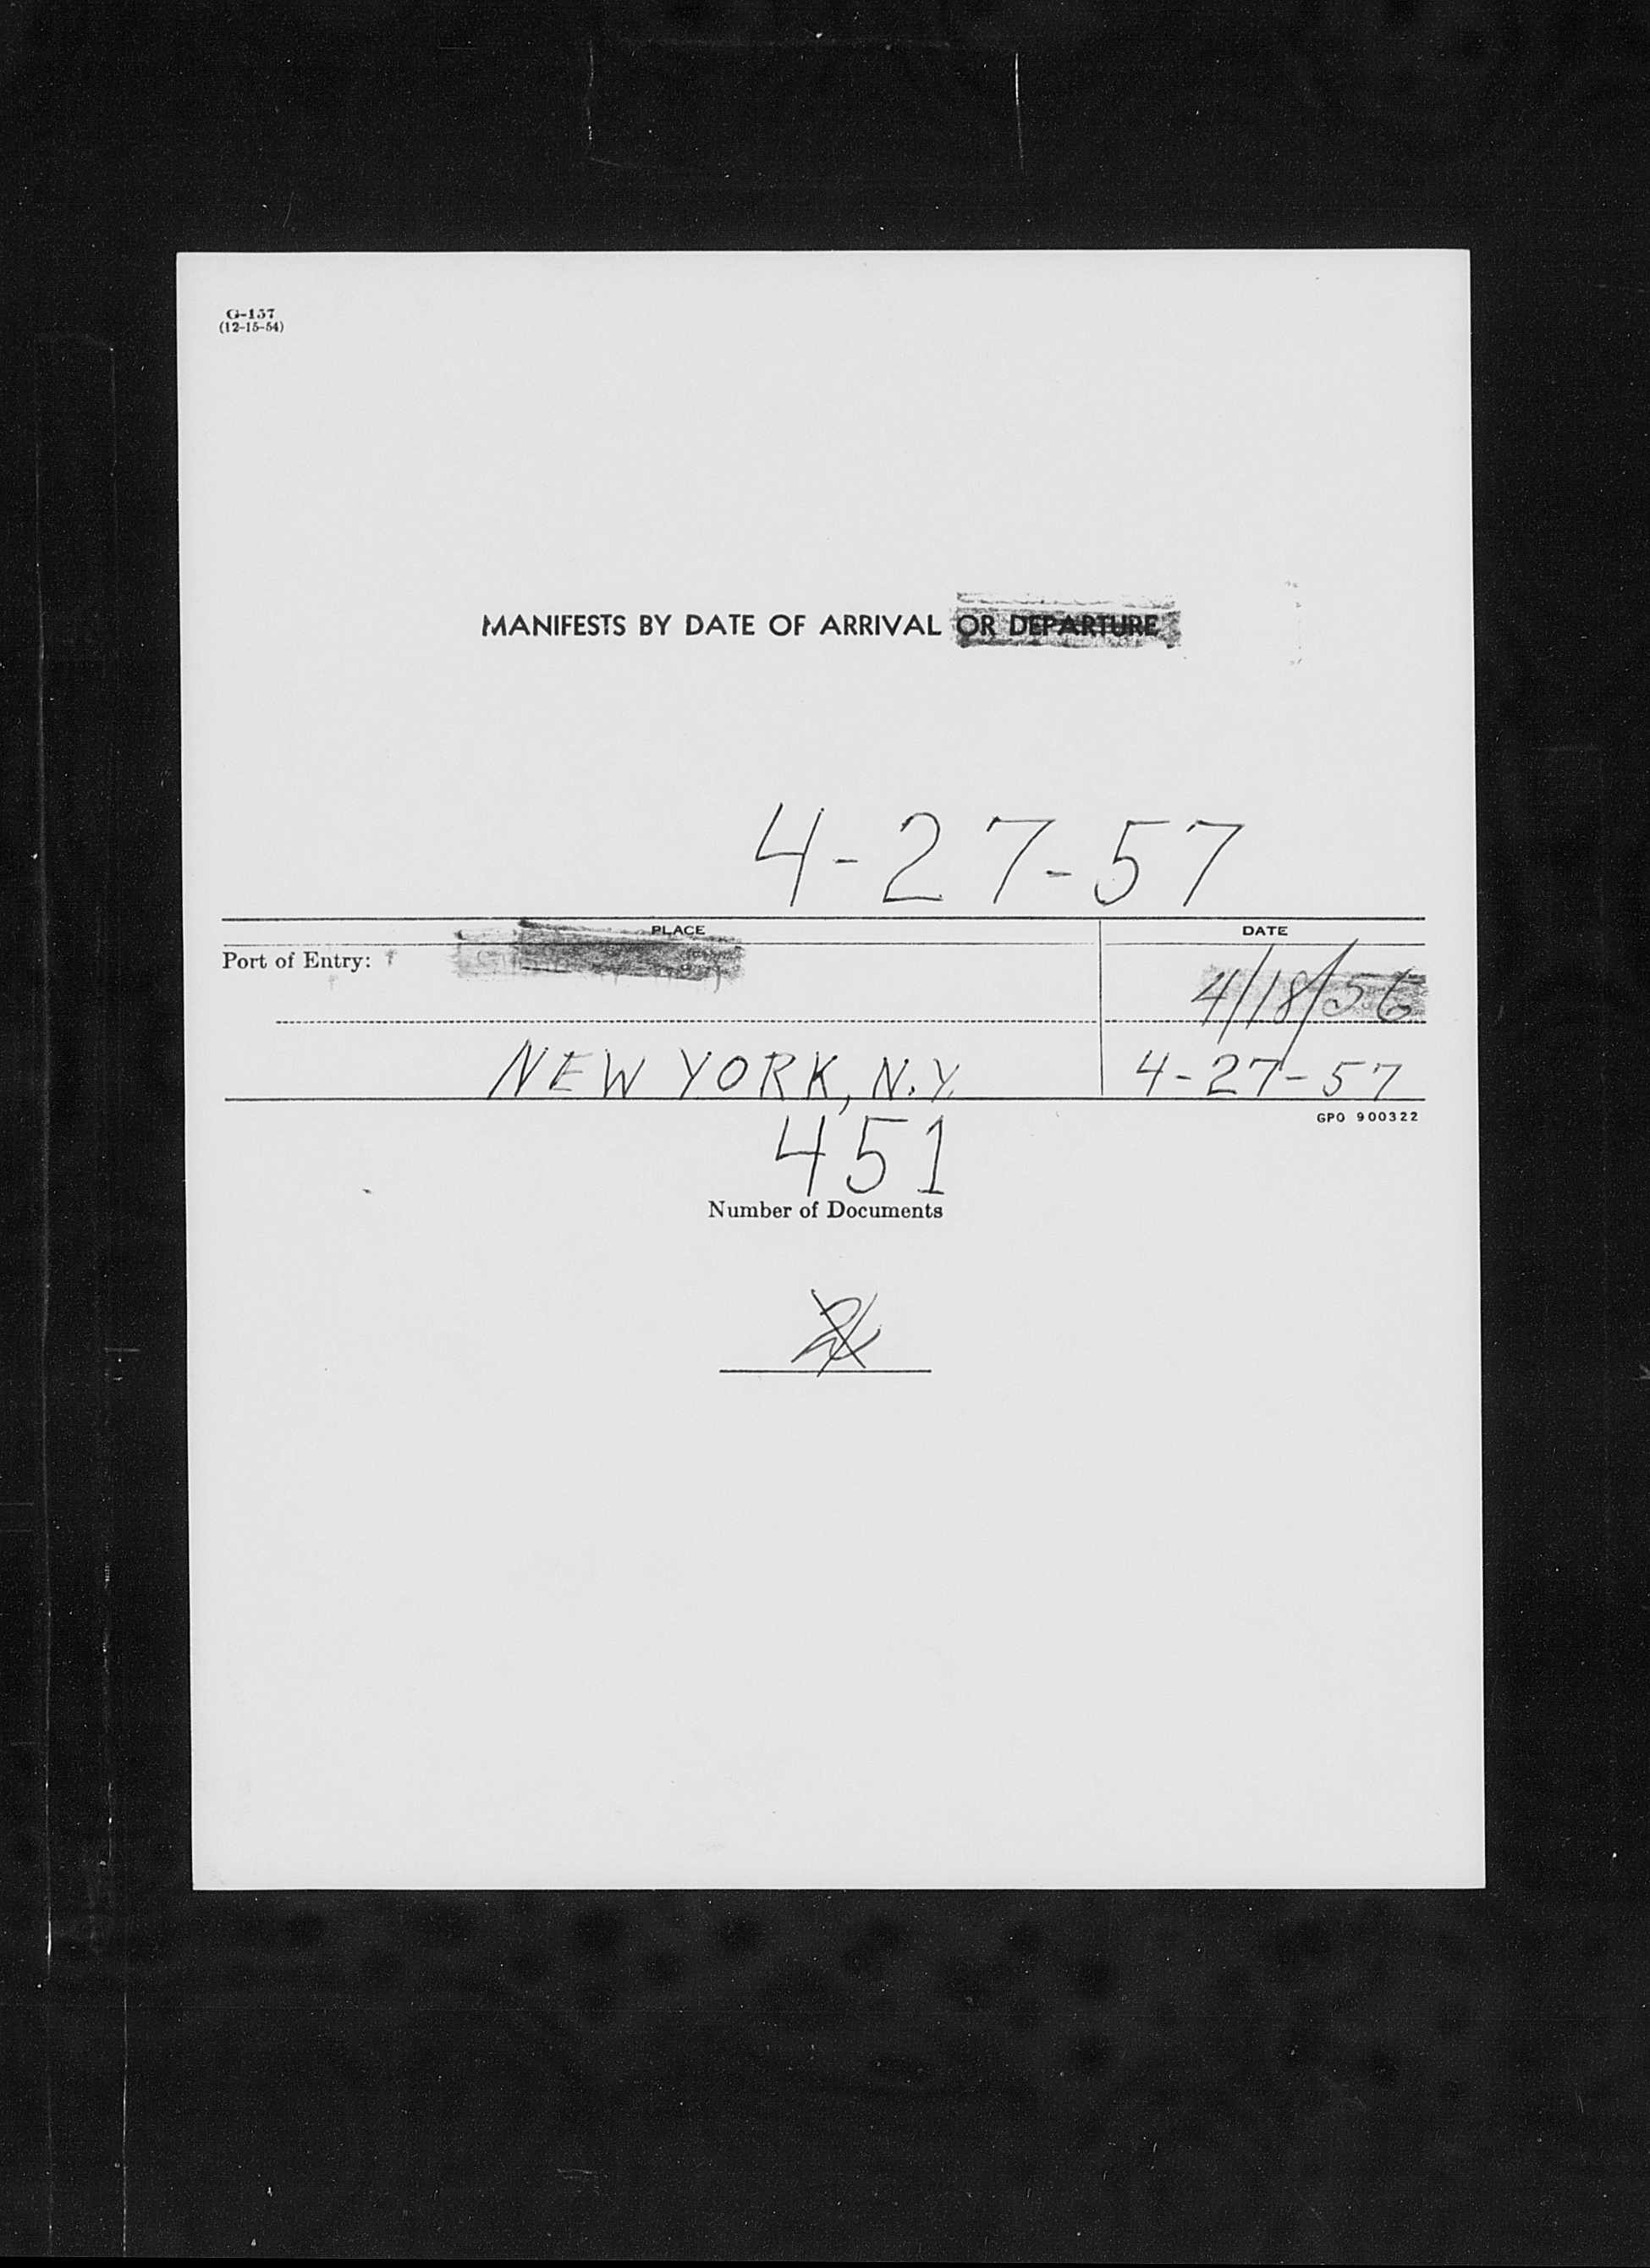 G-157
(12-15-54)
MANIFESTS BY DATE OF ARRIVAL OR DEPARTURE
4-27-57
PLACE DATE
Port of Entry:
4/18/56
NEW YORK, N.Y. 4-27-57
GPO 900322
451
Number of Documents